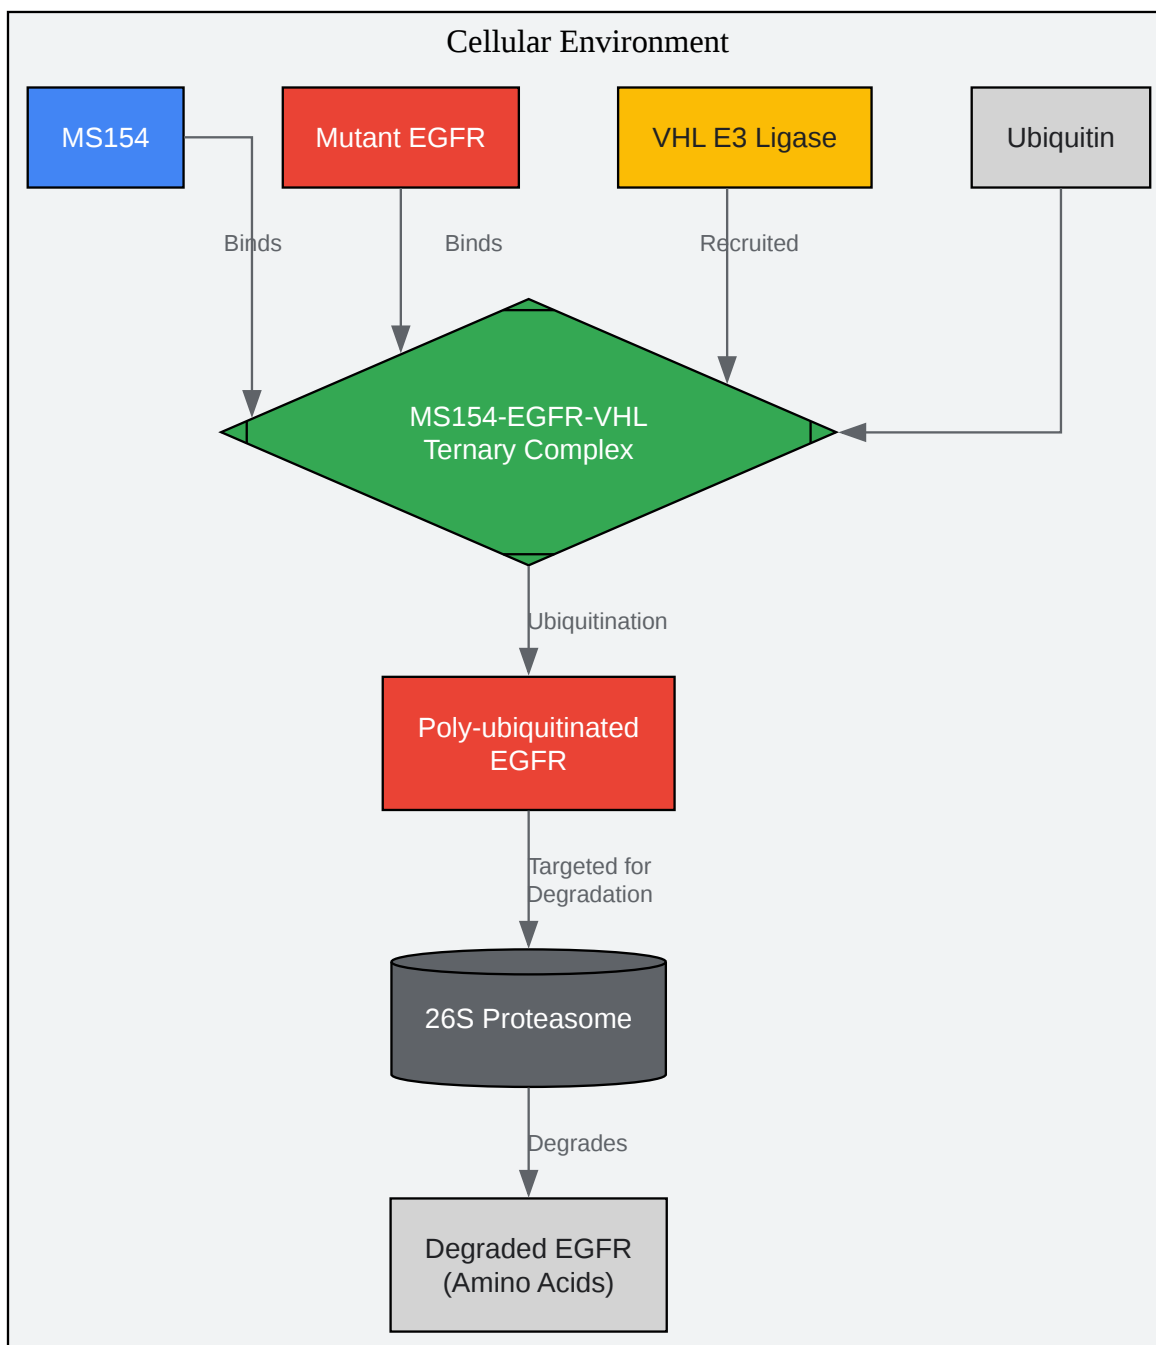 Cellular Environment
MS154
Mutant EGFR
VHL E3 Ligase
Ubiquitin
Binds
Binds
Recruited
MS154-EGFR-VHL
Ternary Complex
Ubiquitination
Poly-ubiquitinated
EGFR
Targeted for
Degradation
26S Proteasome
Degrades
Degraded EGFR
(Amino Acids)